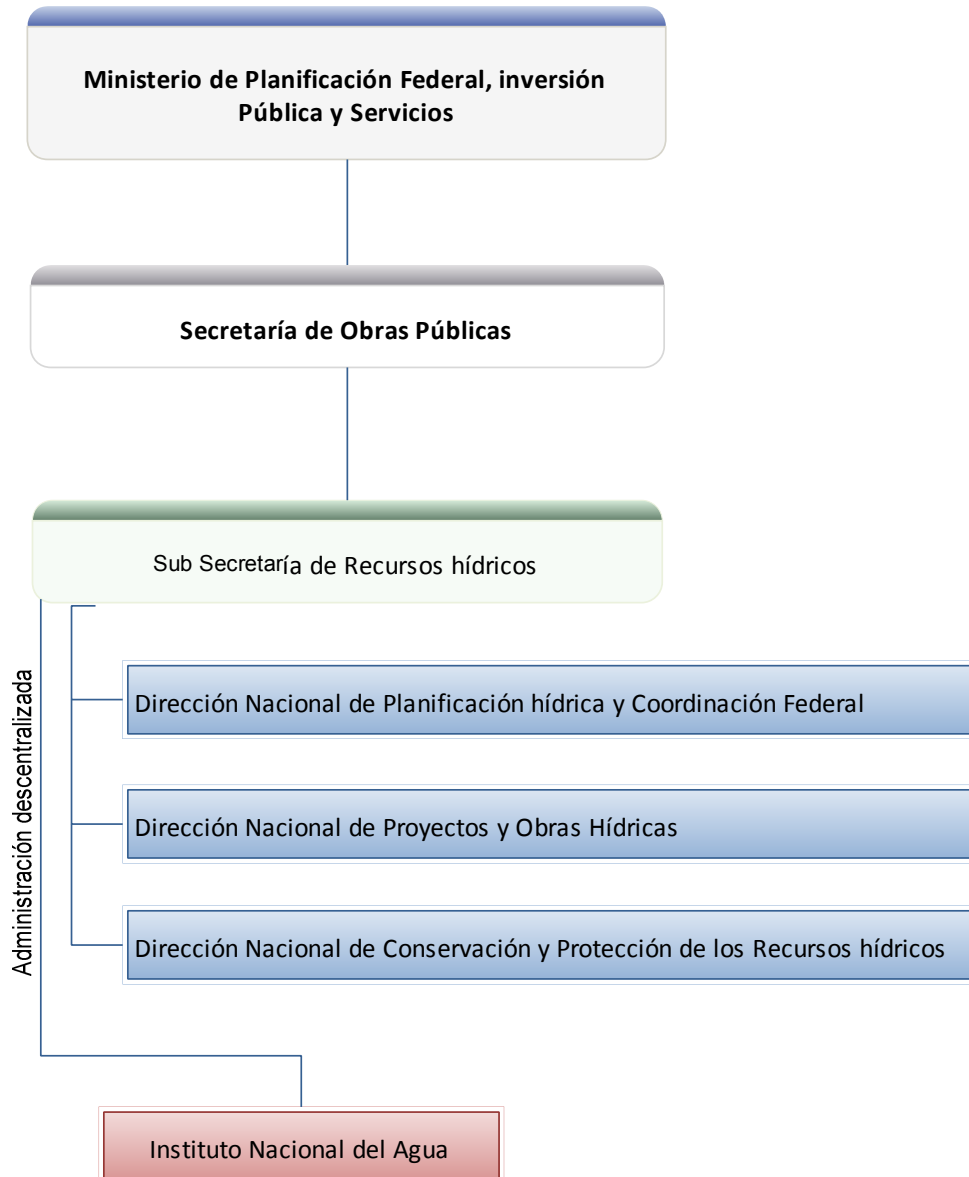 Ministerio de Planificación Federal, inversión
Pública y Servicios
Secretaría de Obras Públicas
Sub Secretaría de Recursos hídricos
Administración descentralizada
Dirección Nacional de Planificación hídrica y Coordinación Federal
Dirección Nacional de Proyectos y Obras Hídricas
Dirección Nacional de Conservación y Protección de los Recursos hídricos
Instituto Nacional del Agua